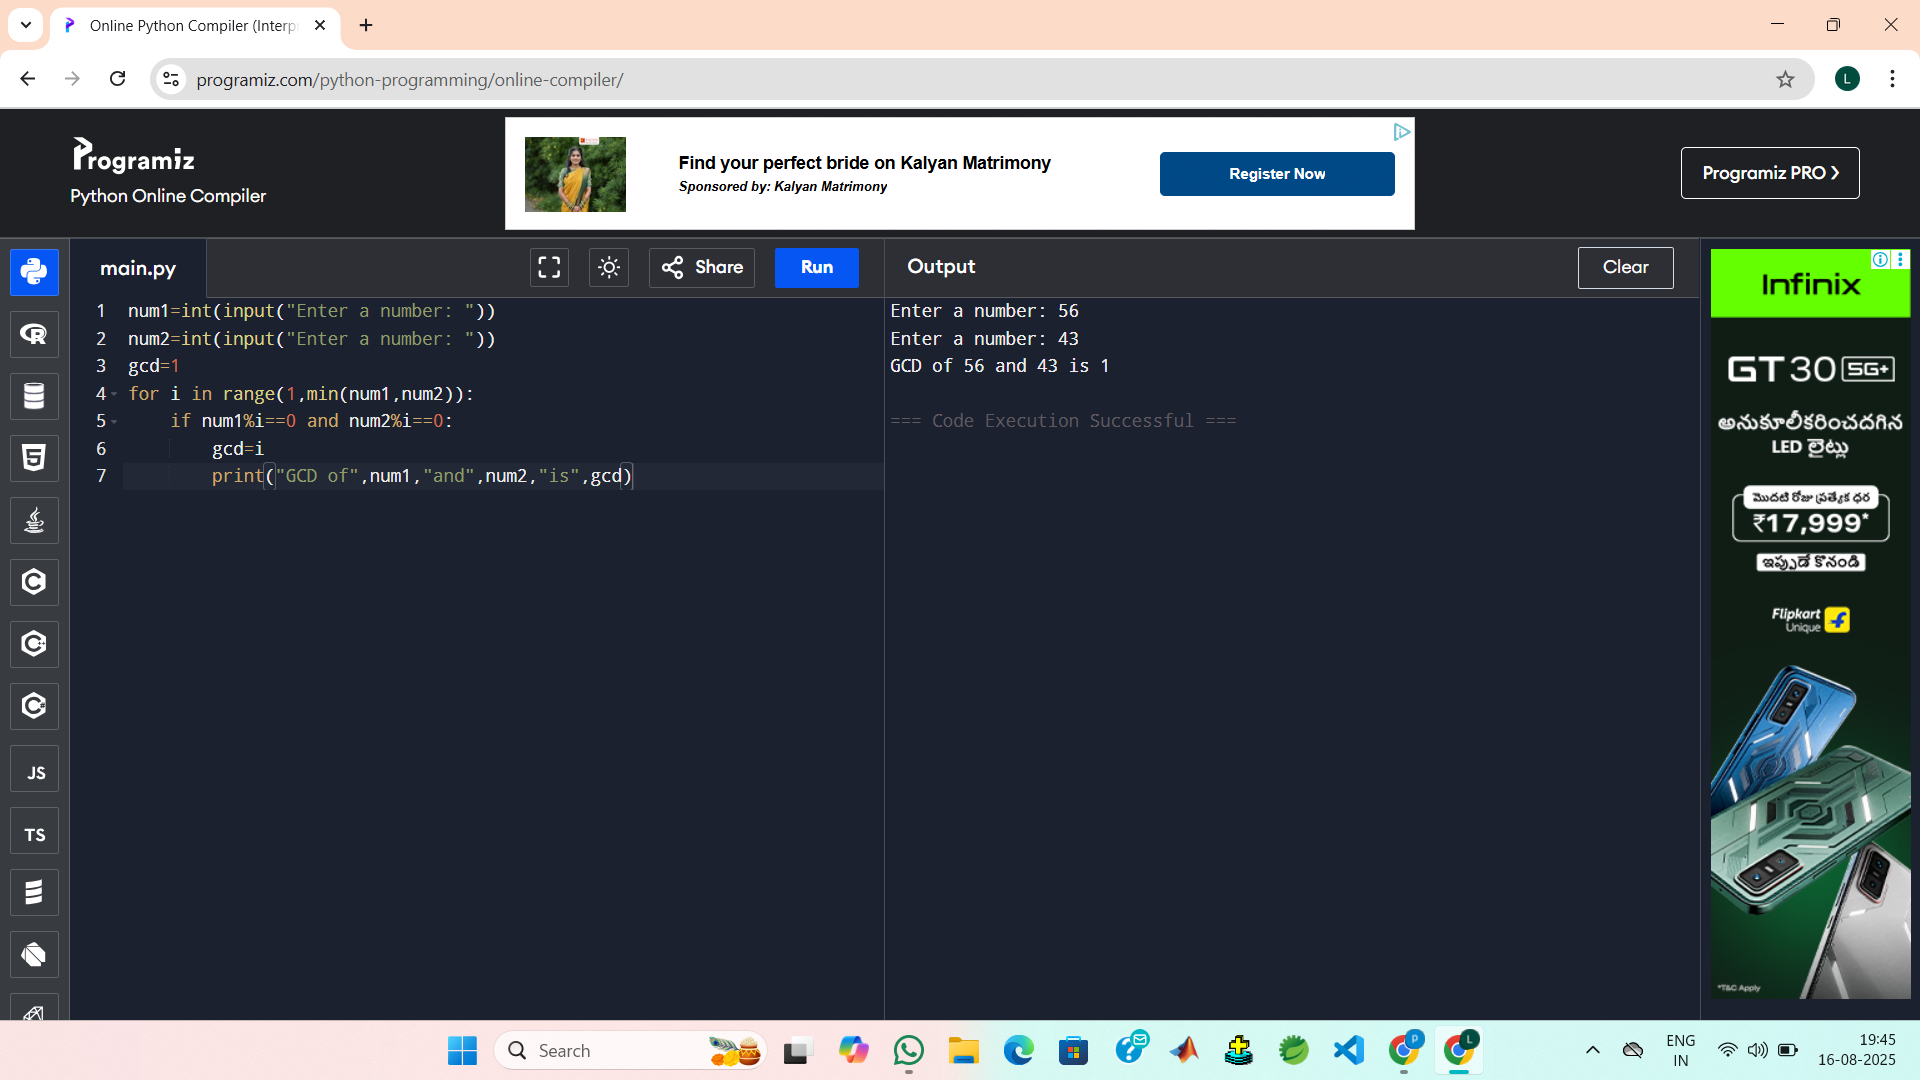 Online Python Compiler (Interp
programiz.com/python-programming/online-compiler/
L
Programiz
Python Online Compiler
Find your perfect bride on Kalyan Matrimony
Sponsored by: Kalyan Matrimony
Register Now
Programiz PRO ❯
main.py
Share
Run
Output
Clear
1 num1=int(input("Enter a number: "))
2 num2=int(input("Enter a number: "))
3 gcd=1
4 for i in range(1,min(num1,num2)):
5     if num1%i==0 and num2%i==0:
6         gcd=i
7         print("GCD of",num1,"and",num2,"is",gcd)
Enter a number: 56
Enter a number: 43
GCD of 56 and 43 is 1
=== Code Execution Successful ===
JS
TS
Infinix
GT 30 5G+
అనుకూలీకరించదగిన
LED లైట్లు
మొదటి రోజు ప్రత్యేక ధర
₹17,999*
ఇప్పుడే కొనండి
Flipkart
Unique
*T&C Apply
Search
P
L
ENG
IN
19:45
16-08-2025